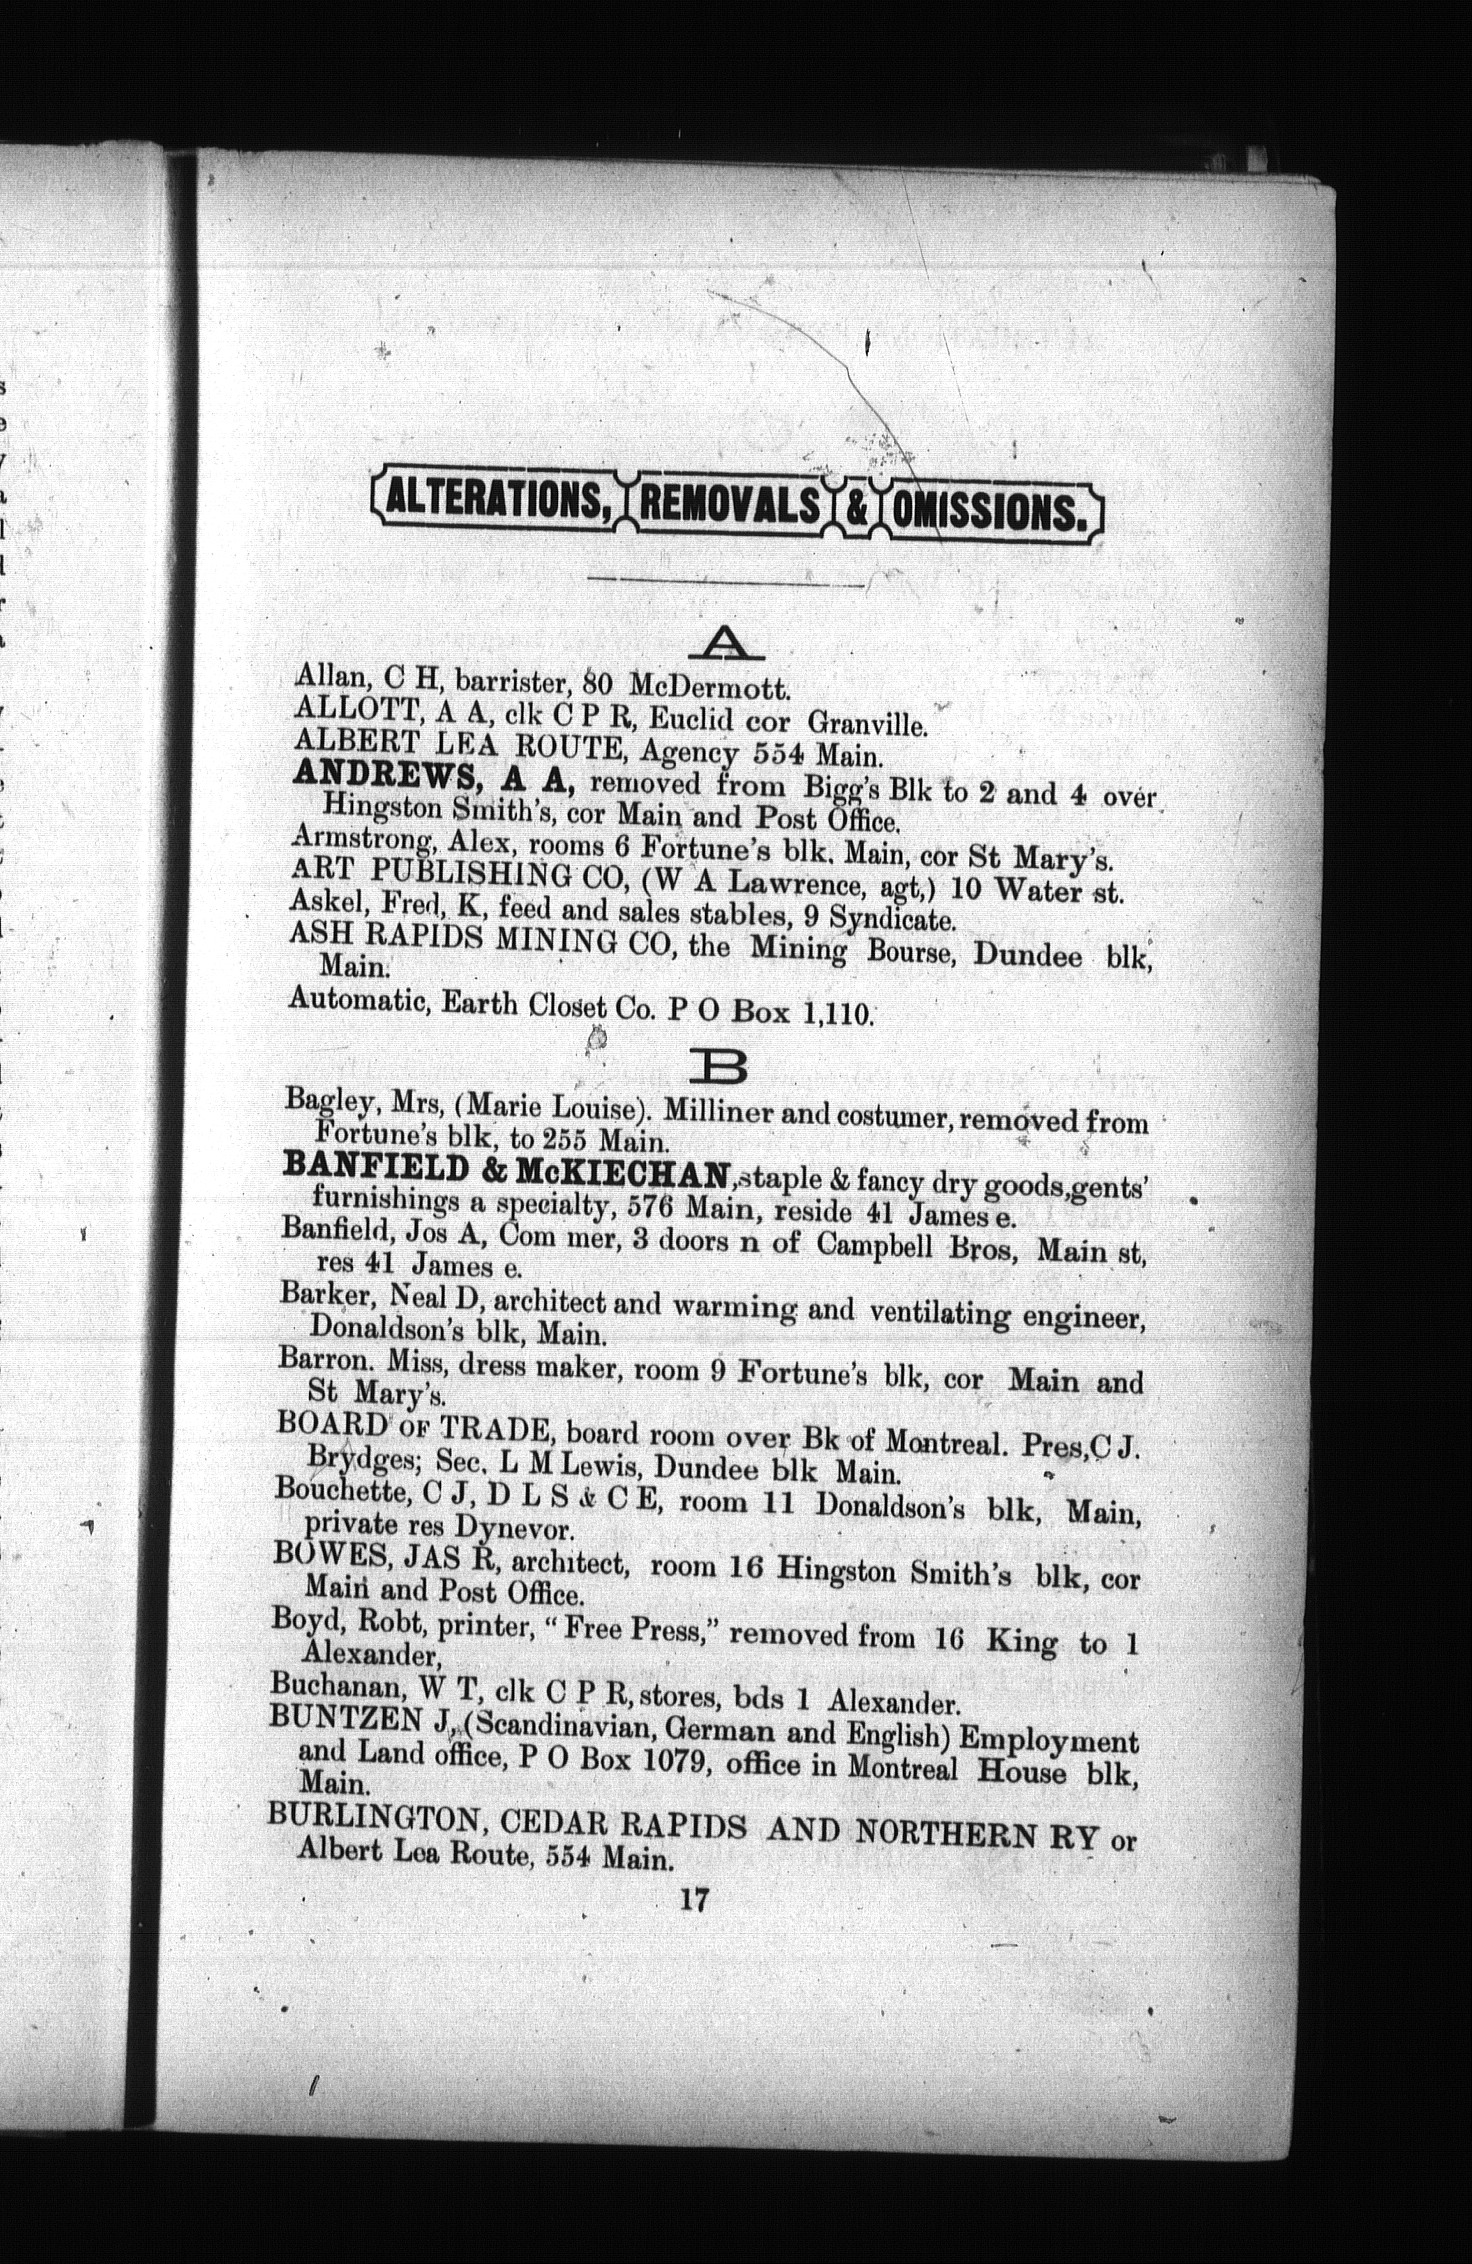 ALTERATIONS, REMOVALS & OMISSIONS.
A
Allan, C H, barrister, 80 McDermott.
ALLOTT, A A, clk C P R, Euclid cor Granville.
ALBERT LEA ROUTE, Agency 554 Main.
ANDREWS, A A, removed from Bigg's Blk to 2 and 4 over
Hingston Smith's, cor Main and Post Office.
Armstrong, Alex, rooms 6 Fortune's blk. Main, cor St Mary's.
ART PUBLISHING CO, (W A Lawrence, agt,) 10 Water st.
Askel, Fred, K, feed and sales stables, 9 Syndicate.
ASH RAPIDS MINING CO, the Mining Bourse, Dundee blk,
Main.
Automatic, Earth Closet Co. P O Box 1,110.
B
Bagley, Mrs, (Marie Louise). Milliner and costumer, removed from
Fortune's blk, to 255 Main.
BANFIELD & McKIECHAN, staple & fancy dry goods, gents'
furnishings a specialty, 576 Main, reside 41 James e.
Banfield, Jos A, Com mer, 3 doors n of Campbell Bros, Main st,
res 41 James e.
Barker, Neal D, architect and warming and ventilating engineer,
Donaldson's blk, Main.
Barron. Miss, dress maker, room 9 Fortune's blk, cor Main and
St Mary's.
BOARD OF TRADE, board room over Bk of Montreal. Pres, C J.
Brydges; Sec. L M Lewis, Dundee blk Main.
Bouchette, C J, D L S & C E, room 11 Donaldson's blk, Main,
private res Dynevor.
BOWES, JAS R, architect, room 16 Hingston Smith's blk, cor
Main and Post Office.
Boyd, Robt, printer, "Free Press," removed from 16 King to 1
Alexander,
Buchanan, W T, clk C P R, stores, bds 1 Alexander.
BUNTZEN J, (Scandinavian, German and English) Employment
and Land office, P O Box 1079, office in Montreal House blk,
Main.
BURLINGTON, CEDAR RAPIDS AND NORTHERN RY or
Albert Lea Route, 554 Main.
17